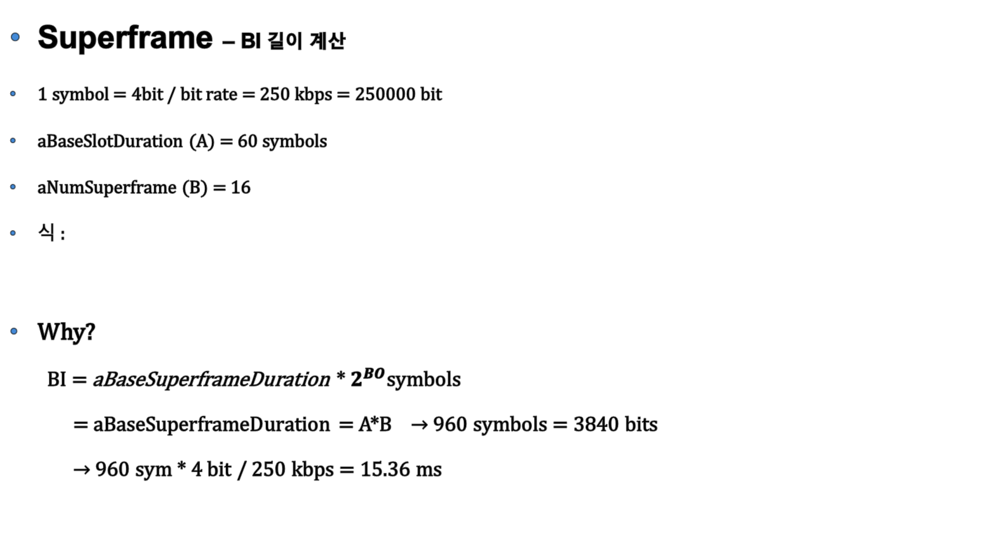 • Superframe – BI 길이 계산
• 1 symbol = 4bit / bit rate = 250 kbps = 250000 bit
• aBaseSlotDuration (A) = 60 symbols
• aNumSuperframe (B) = 16
• 식 :
• Why?
BI = aBaseSuperframeDuration * 2^BO symbols
= aBaseSuperframeDuration = A*B → 960 symbols = 3840 bits
→ 960 sym * 4 bit / 250 kbps = 15.36 ms